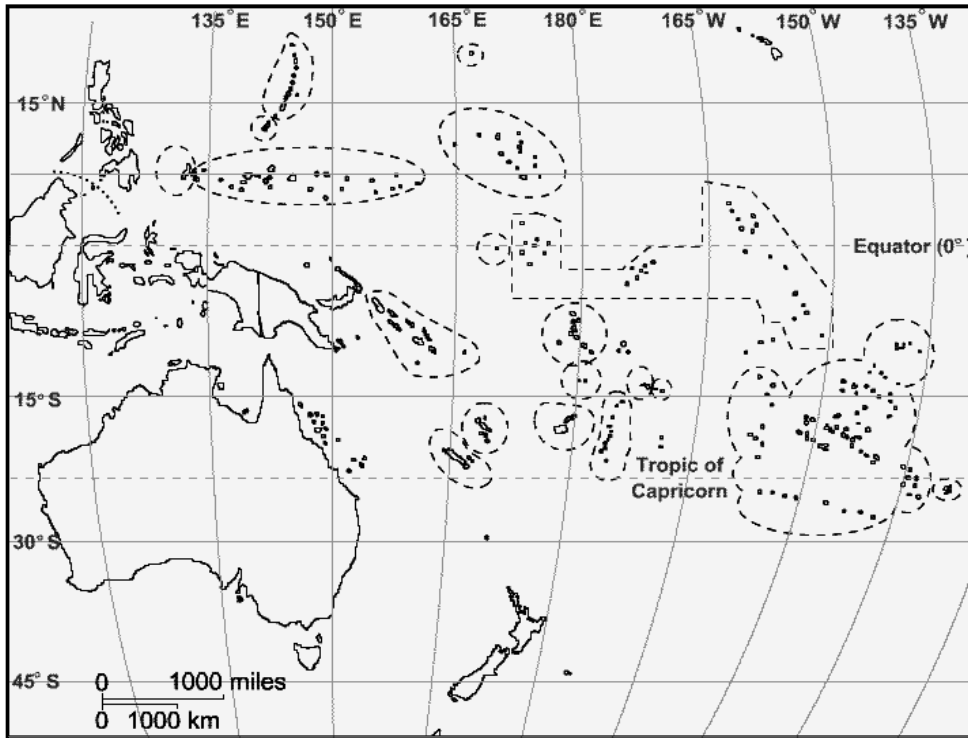 135°E 150°E 165°E 180°E 165°W 150°W 135°W
15°N
Equator (0°
15°S
Tropic of
Capricorn
30°S
45°S
0 1000 miles
0 1000 km